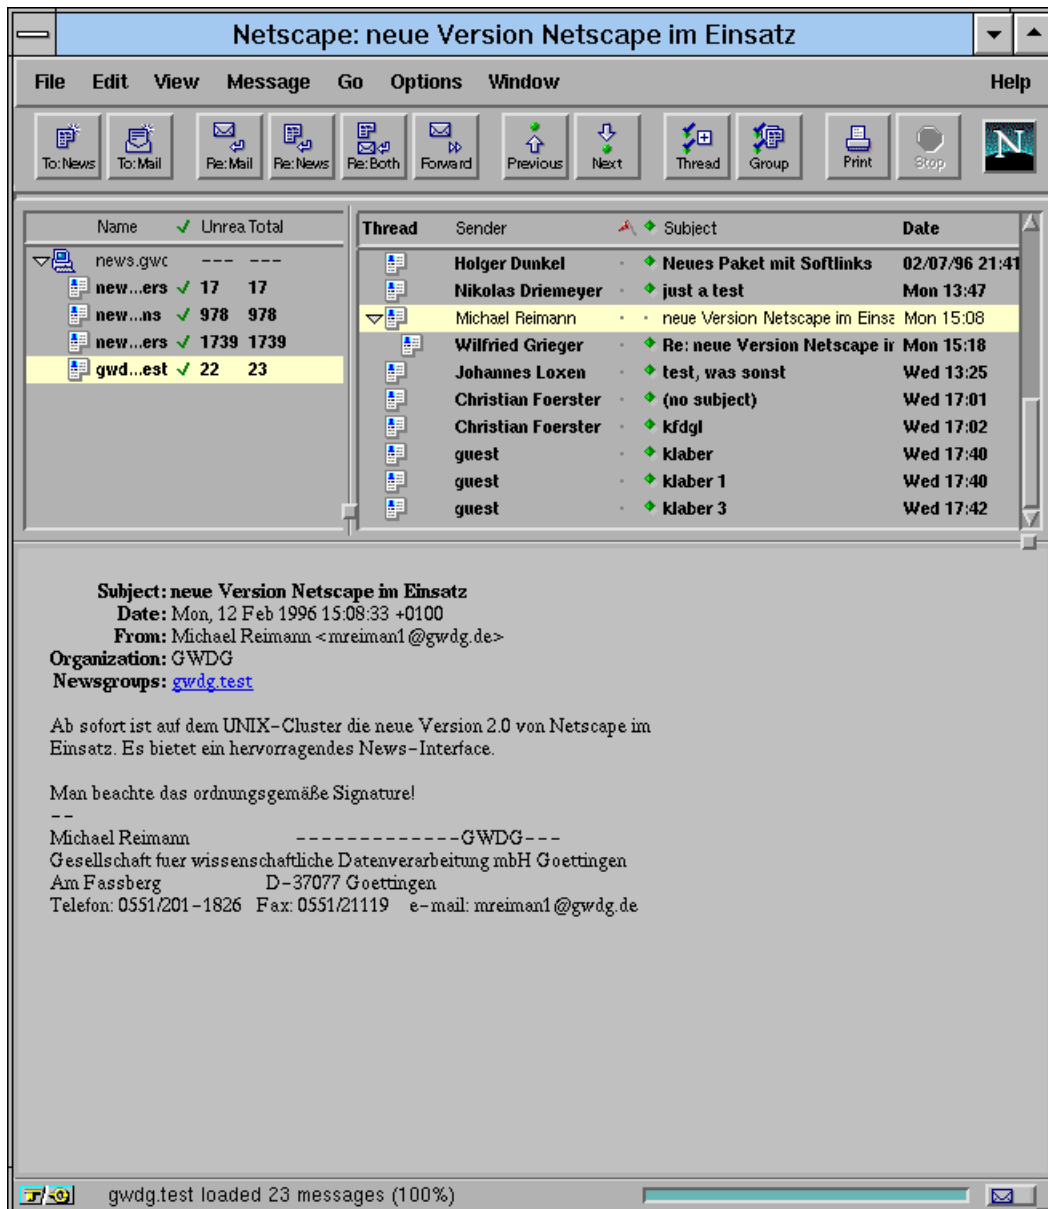 Netscape: neue Version Netscape im Einsatz
File Edit View Message Go Options Window Help
To:News To:Mail Re:Mail Re:News Re:Both Forward Previous Next Thread Group Print Stop
N
Name Unrea Total
news.gwc --- ---
new...ers 17 17
new...ns 978 978
new...ers 1739 1739
gwd...est 22 23
Thread Sender Subject Date
Holger Dunkel Neues Paket mit Softlinks 02/07/96 21:41
Nikolas Driemeyer just a test Mon 13:47
Michael Reimann neue Version Netscape im Einsa Mon 15:08
Wilfried Grieger Re: neue Version Netscape ir Mon 15:18
Johannes Loxen test, was sonst Wed 13:25
Christian Foerster (no subject) Wed 17:01
Christian Foerster kfdgl Wed 17:02
guest klaber Wed 17:40
guest klaber 1 Wed 17:40
guest klaber 3 Wed 17:42
Subject: neue Version Netscape im Einsatz
Date: Mon, 12 Feb 1996 15:08:33 +0100
From: Michael Reimann <mreiman1@gwdg.de>
Organization: GWDG
Newsgroups: gwdg.test
Ab sofort ist auf dem UNIX-Cluster die neue Version 2.0 von Netscape im
Einsatz. Es bietet ein hervorragendes News-Interface.
Man beachte das ordnungsgemäße Signature!
--
Michael Reimann -------------GWDG---
Gesellschaft fuer wissenschaftliche Datenverarbeitung mbH Goettingen
Am Fassberg D-37077 Goettingen
Telefon: 0551/201-1826 Fax: 0551/21119 e-mail: mreiman1@gwdg.de
gwdg.test loaded 23 messages (100%)